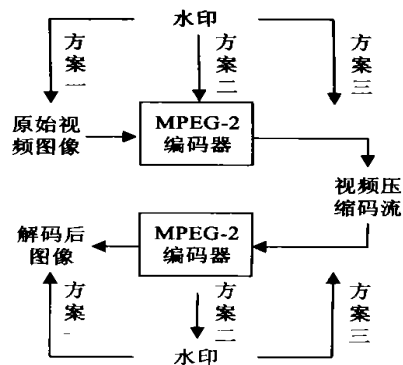 水印
方案一
方案二
方案三
原始视
频图像
MPEG-2
编码器
视频压
缩码流
解码后
图像
MPEG-2
编码器
方案一
方案二
方案三
水印